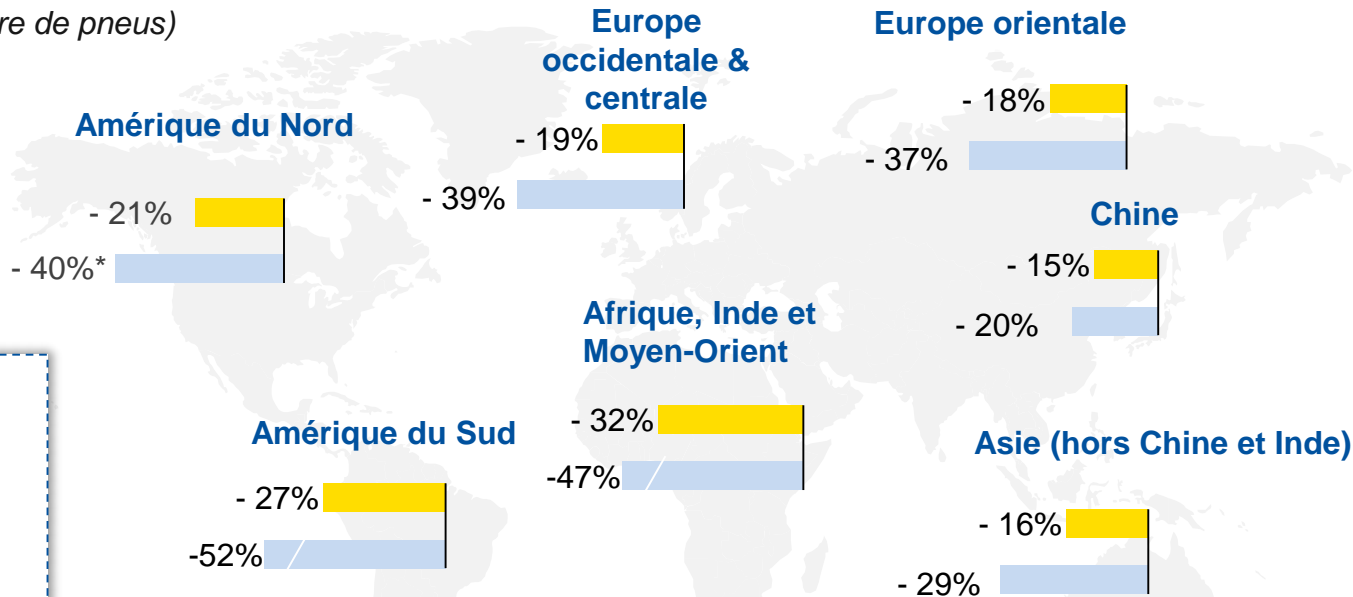 de pneus)
Europe
occidentale &
centrale
- 19%
- 39%
Europe orientale
- 18%
- 37%
Amérique du Nord
- 21%
- 40%*
Chine
- 15%
- 20%
Afrique, Inde et
Moyen-Orient
- 32%
-47%
Amérique du Sud
- 27%
-52%
Asie (hors Chine et Inde)
- 16%
- 29%